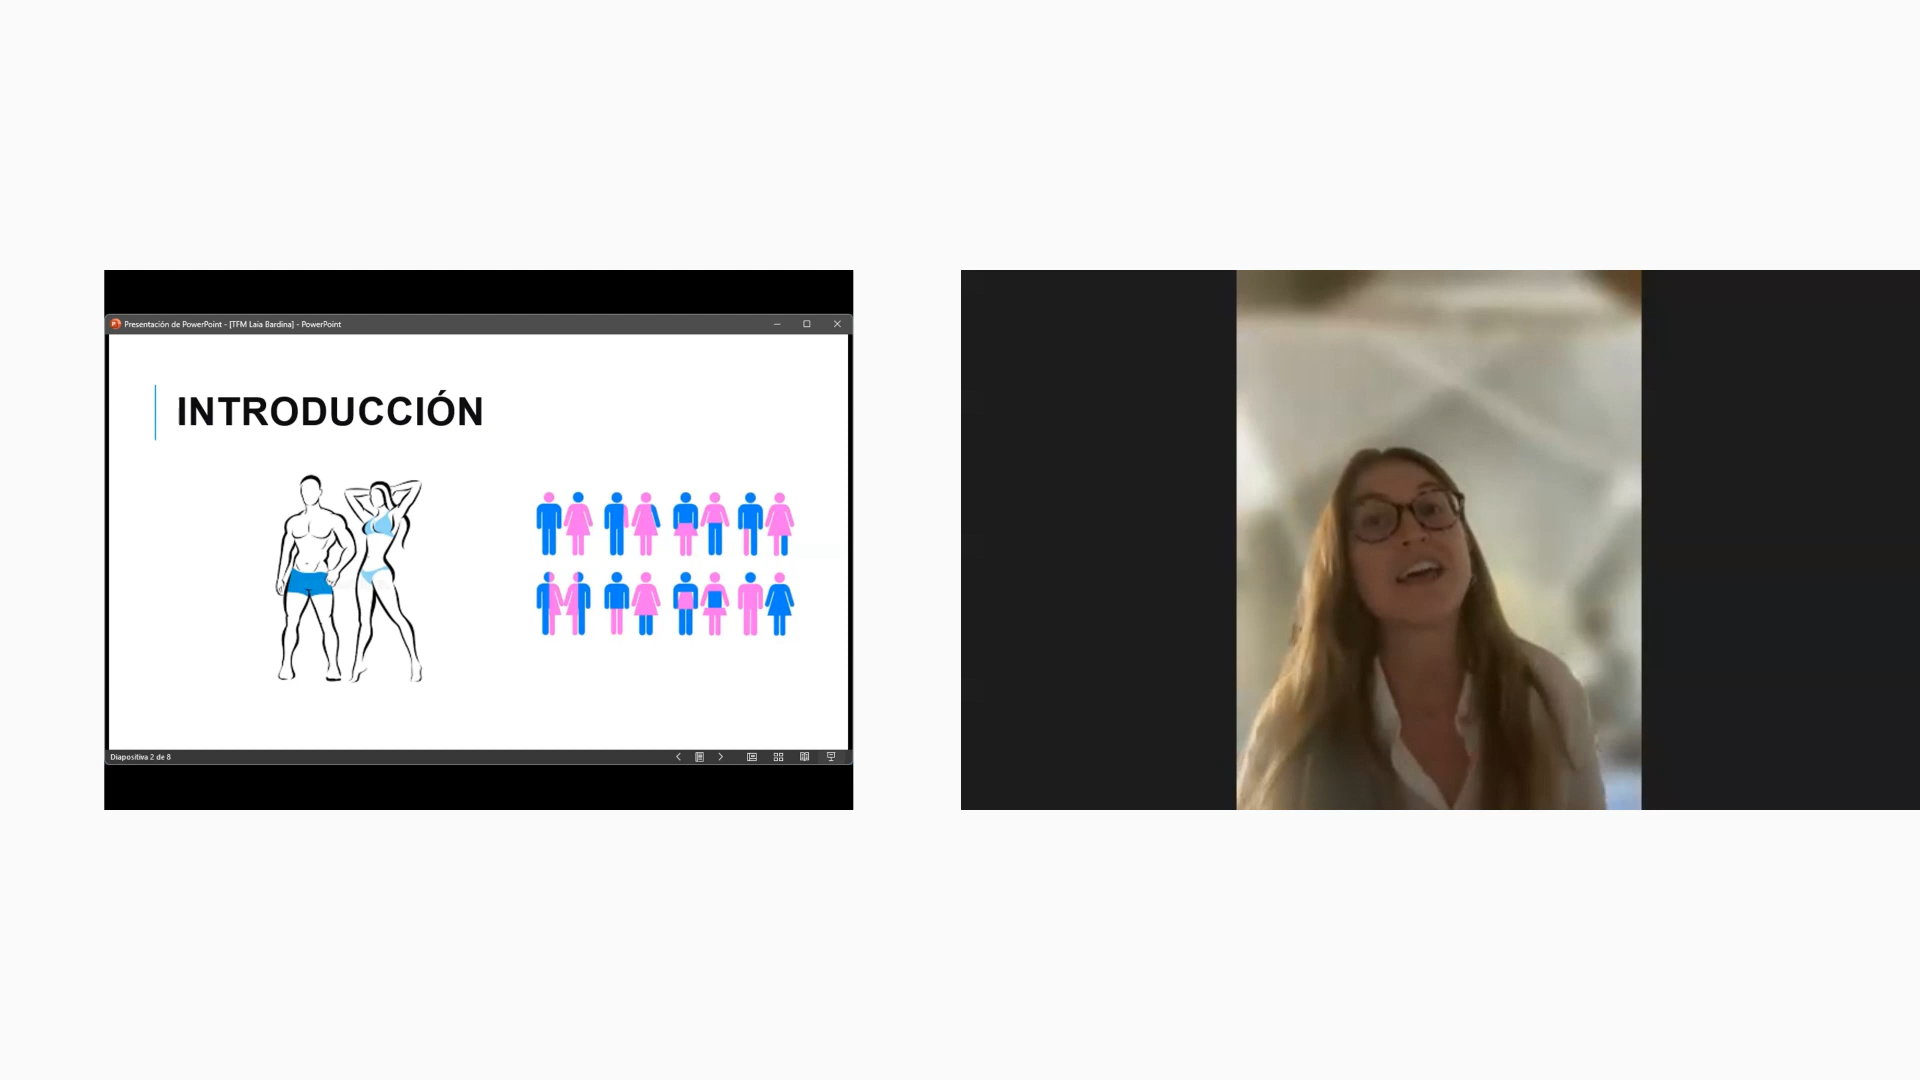 Presentación de PowerPoint - [TFM Laia Bardina] - PowerPoint
INTRODUCCIÓN
Diapositiva 2 de 8